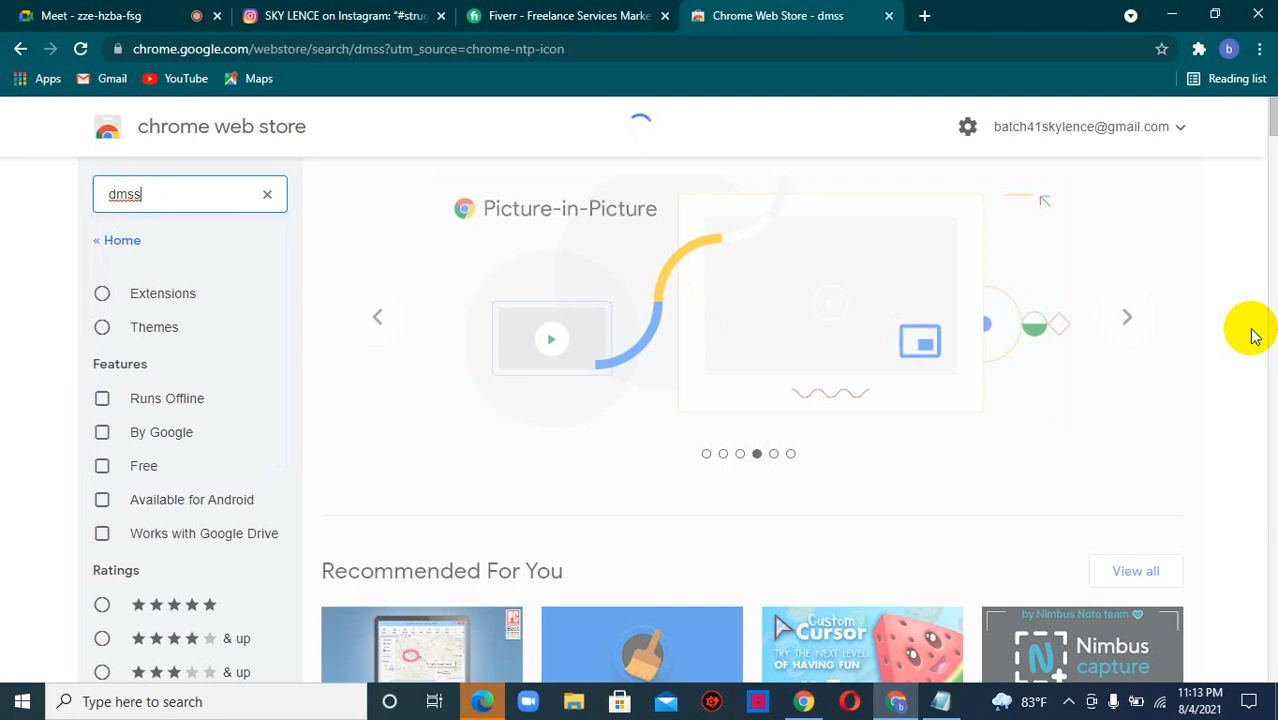 Meet - zze-hzba-fsg
SKY LENCE on Instagram: "#strug
Fiverr - Freelance Services Marke
Chrome Web Store - dmss
chrome.google.com/webstore/search/dmss?utm_source=chrome-ntp-icon
b
Apps
Gmail
YouTube
Maps
Reading list
chrome web store
batch41skylence@gmail.com
dmss
« Home
Extensions
Themes
Features
Runs Offline
By Google
Free
Available for Android
Works with Google Drive
Ratings
& up
& up
Picture-in-Picture
Recommended For You
View all
PC
Custom
Cursor
TRY THE NEXT LEVEL
OF HAVING FUN
by Nimbus Note team
Nimbus
capture
Type here to search
83°F
11:13 PM
8/4/2021